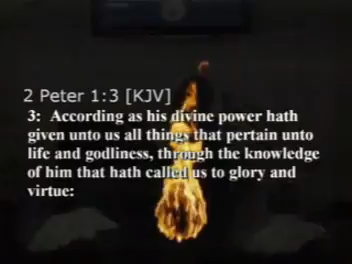 2 Peter 1:3 [KJV]
3:  According as his divine power hath
given unto us all things that pertain unto
life and godliness, through the knowledge
of him that hath called us to glory and
virtue: